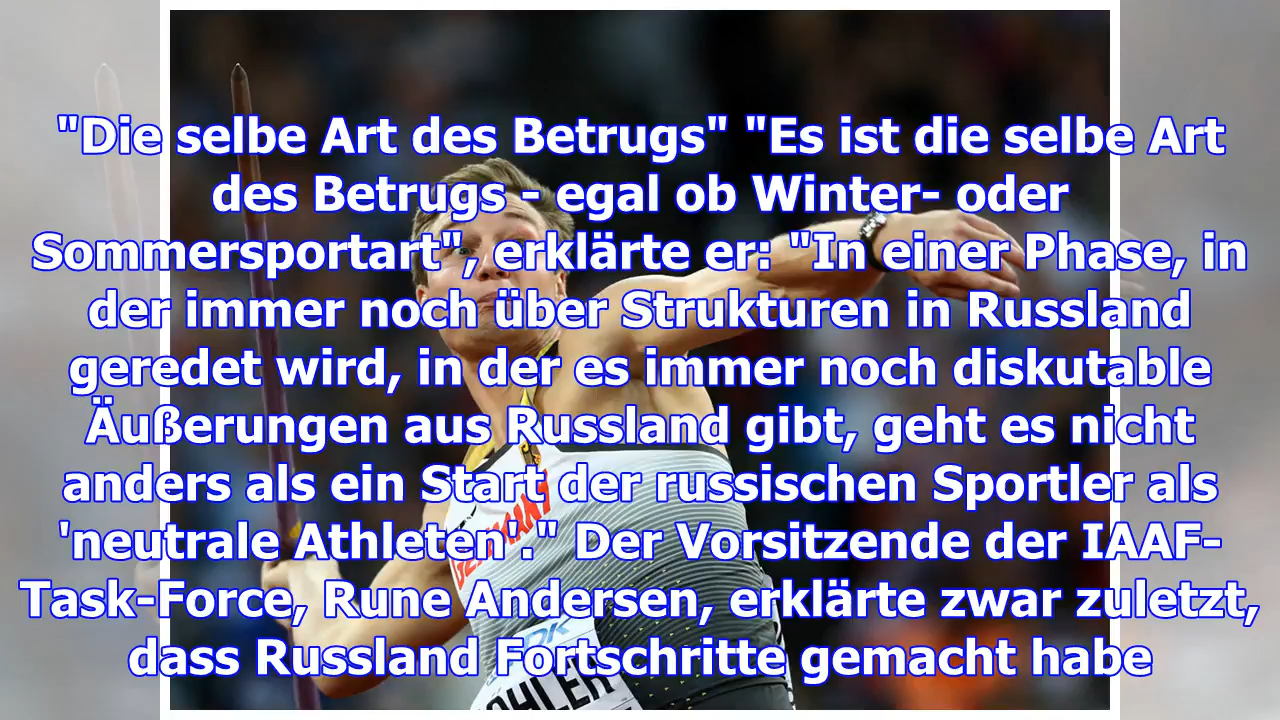 "Die selbe Art des Betrugs" "Es ist die selbe Art
des Betrugs - egal ob Winter- oder
Sommersportart", erklärte er: "In einer Phase, in
der immer noch über Strukturen in Russland
geredet wird, in der es immer noch diskutable
Äußerungen aus Russland gibt, geht es nicht
anders als ein Start der russischen Sportler als
'neutrale Athleten'." Der Vorsitzende der IAAF-
Task-Force, Rune Andersen, erklärte zwar zuletzt,
dass Russland Fortschritte gemacht habe
GERMANY
TDK